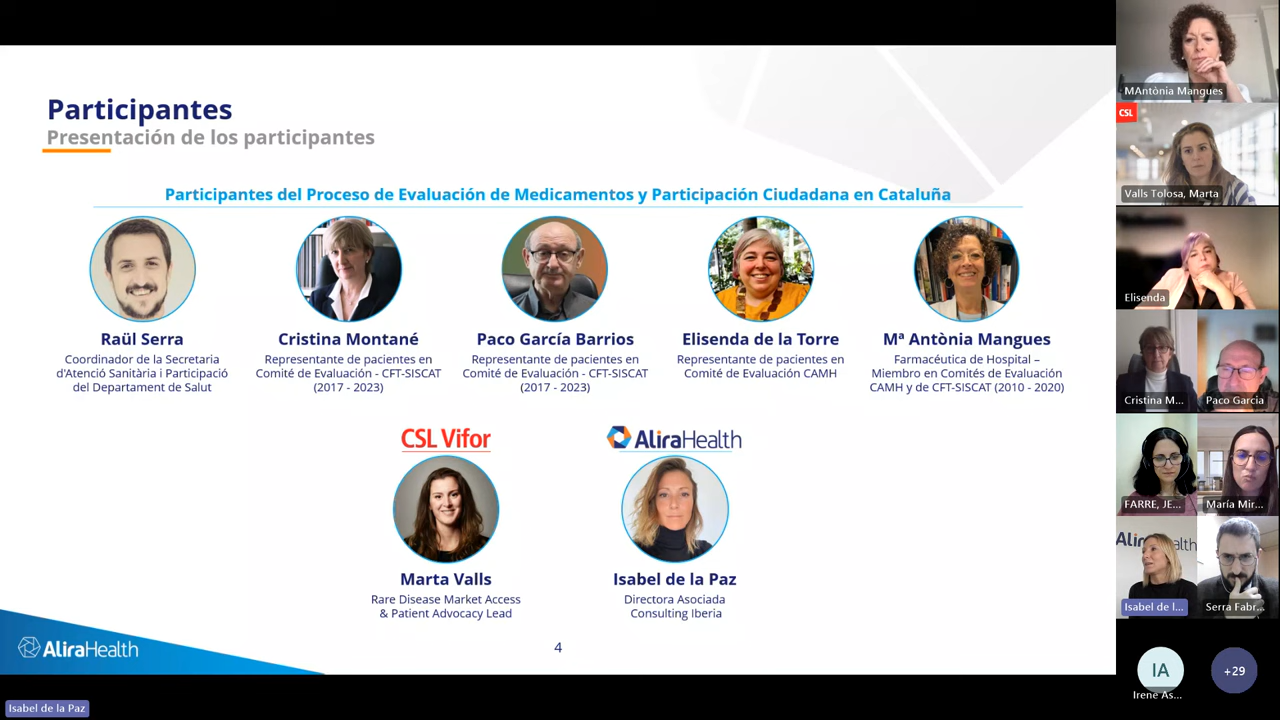 Participantes
Presentación de los participantes
Participantes del Proceso de Evaluación de Medicamentos y Participación Ciudadana en Cataluña
Raül Serra
Coordinador de la Secretaria
d'Atenció Sanitària i Participació
del Departament de Salut
Cristina Montané
Representante de pacientes en
Comité de Evaluación - CFT-SISCAT
(2017 - 2023)
Paco García Barrios
Representante de pacientes en
Comité de Evaluación - CFT-SISCAT
(2017 - 2023)
Elisenda de la Torre
Representante de pacientes en
Comité de Evaluación CAMH
Mª Antònia Mangues
Farmacéutica de Hospital –
Miembro en Comités de Evaluación
CAMH y de CFT-SISCAT (2010 - 2020)
CSL Vifor
Marta Valls
Rare Disease Market Access
& Patient Advocacy Lead
AliraHealth
Isabel de la Paz
Directora Asociada
Consulting Iberia
AliraHealth
4
Isabel de la Paz
MAntònia Mangues
CSL
Valls Tolosa, Marta
Elisenda
Cristina M...
Paco Garcia
FARRE, JE...
María Mir...
Isabel de l...
Serra Fabr...
IA
Irene As...
+29